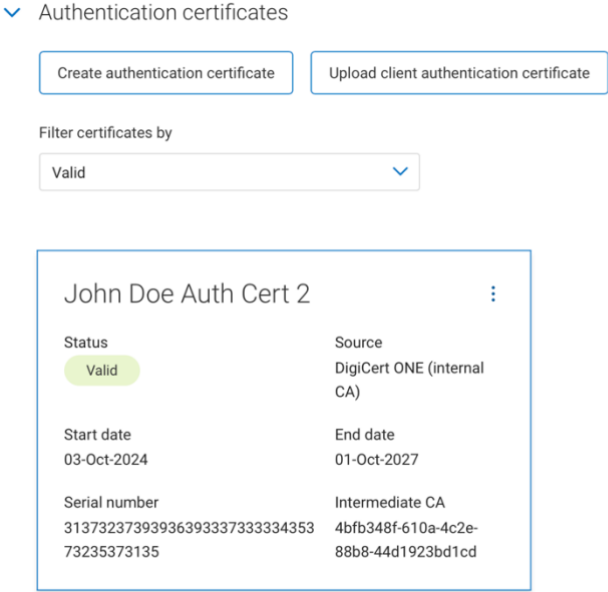 Authentication certificates
Create authentication certificate
Upload client authentication certificate
Filter certificates by
Valid
John Doe Auth Cert 2
Status
Valid
Source
DigiCert ONE (internal
CA)
Start date
03-Oct-2024
End date
01-Oct-2027
Serial number
313732373939363933373333343​53
73235373135
Intermediate CA
4bfb348f-610a-4c2e-
88b8-44d1923bd1cd